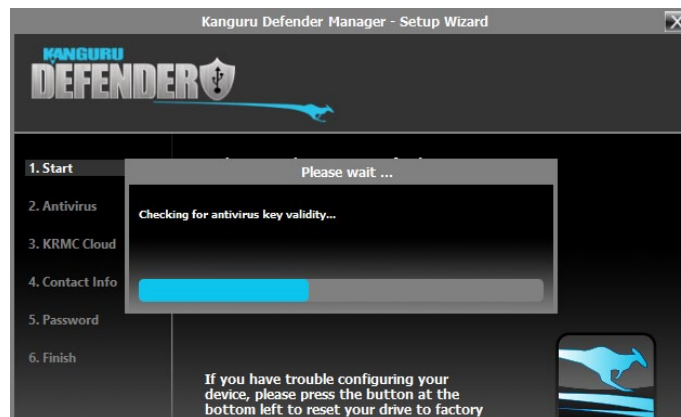 Kanguru Defender Manager - Setup Wizard
KANGURU
DEFENDER
1. Start
Please wait ...
2. Antivirus
Checking for antivirus key validity...
3. KRMC Cloud
4. Contact Info
5. Password
6. Finish
If you have trouble configuring your
device, please press the button at the
bottom left to reset your drive to factory